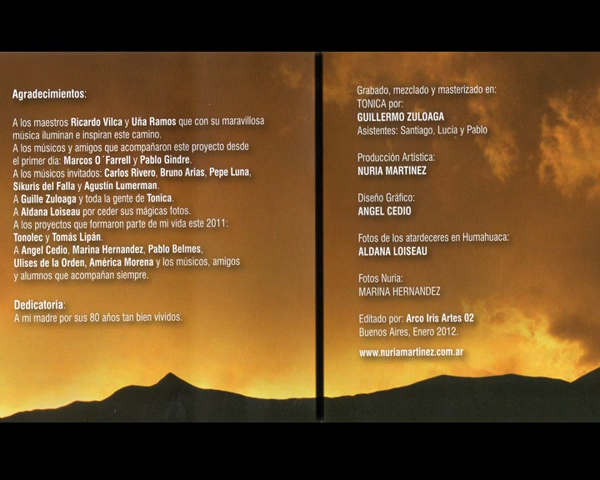 Agradecimientos:
A los maestros Ricardo Vilca y Uña Ramos que con su maravillosa
música iluminan e inspiran este camino.
A los músicos y amigos que acompañaron este proyecto desde
el primer día: Marcos O´Farrell y Pablo Gindre.
A los músicos invitados: Carlos Rivero, Bruno Arias, Pepe Luna,
Sikuris del Falla y Agustin Lumerman.
A Guille Zuloaga y toda la gente de Tonica.
A Aldana Loiseau por ceder sus mágicas fotos.
A los proyectos que formaron parte de mi vida este 2011:
Tonolec y Tomás Lipán.
A Angel Cedio, Marina Hernandez, Pablo Belmes,
Ulises de la Orden, América Morena y los músicos, amigos
y alumnos que acompañan siempre.
Dedicatoria:
A mi madre por sus 80 años tan bien vividos.
Grabado, mezclado y masterizado en:
TONICA por:
GUILLERMO ZULOAGA
Asistentes: Santiago, Lucía y Pablo
Producción Artística:
NURIA MARTINEZ
Diseño Gráfico:
ANGEL CEDIO
Fotos de los atardeceres en Humahuaca:
ALDANA LOISEAU
Fotos Nuria:
MARINA HERNANDEZ
Editado por: Arco Iris Artes 02
Buenos Aires, Enero 2012.
www.nuriamartinez.com.ar